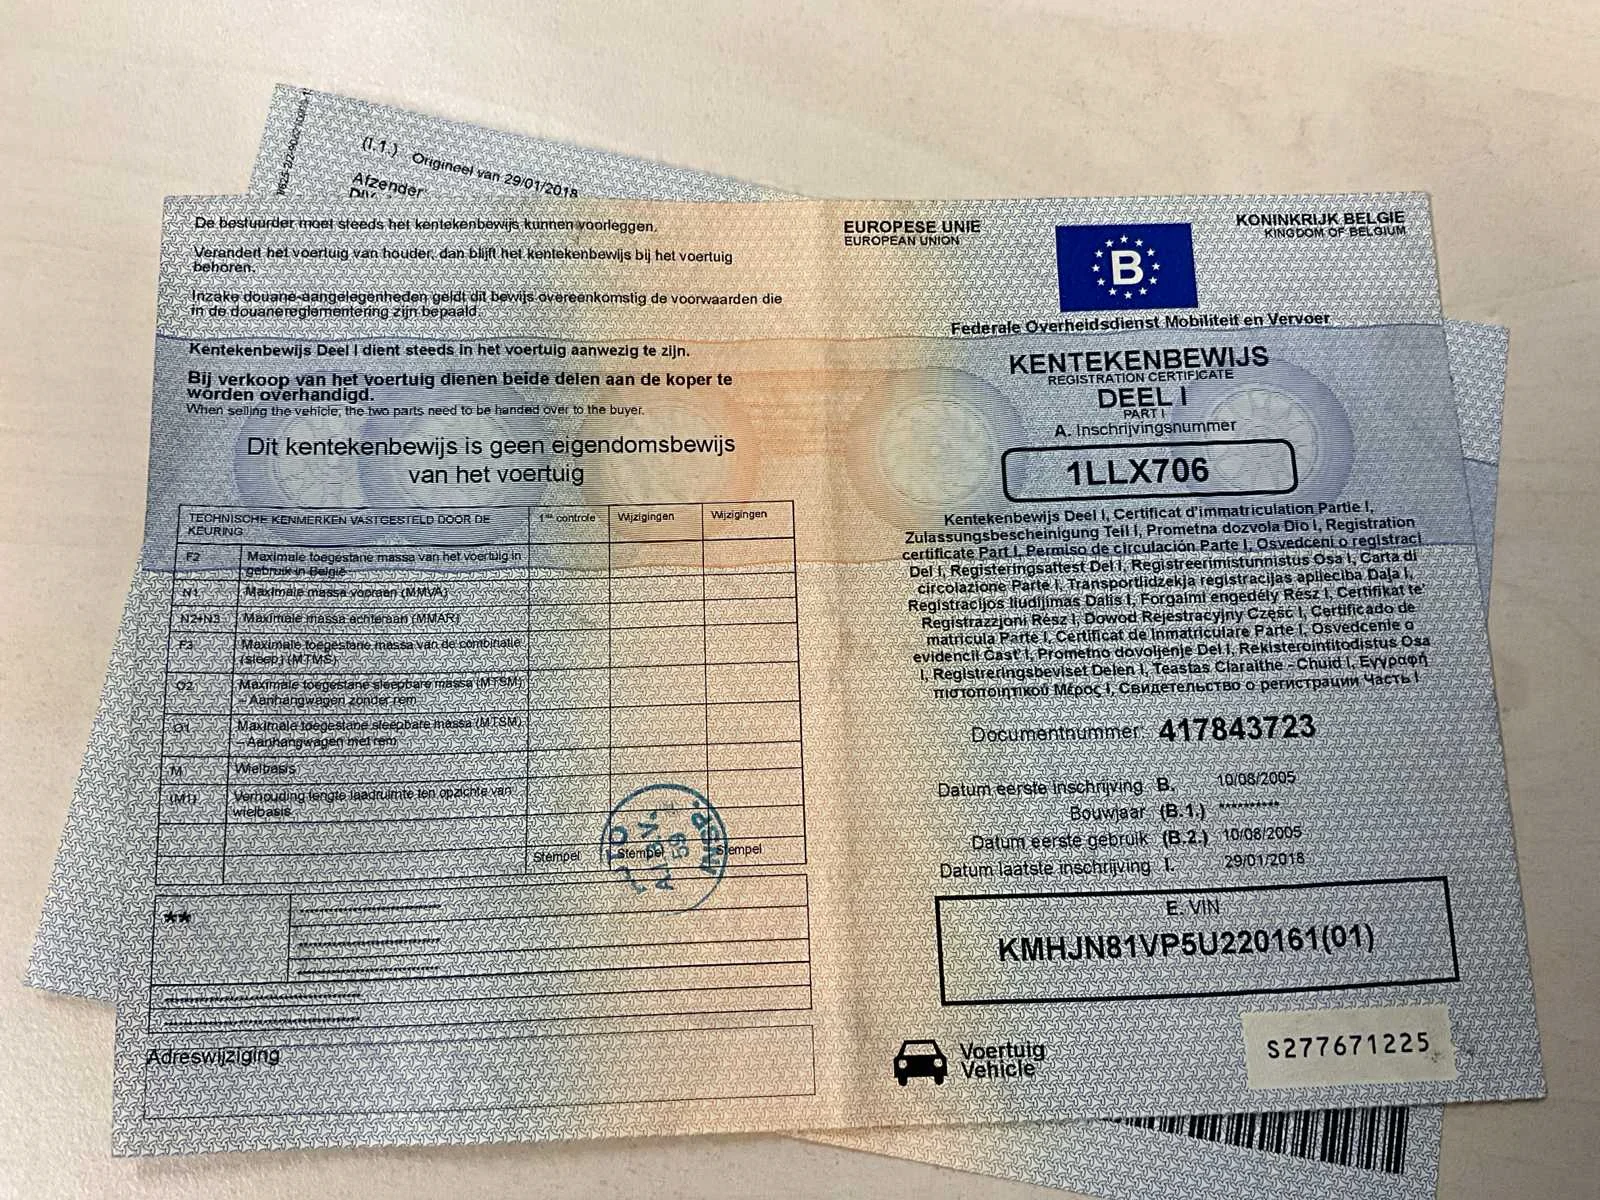 (I.1.) Origineel van 29/01/2018
Afzender:
De bestuurder moet steeds het kentekenbewijs kunnen voorleggen.
Verandert het voertuig van houder, dan blijft het kentekenbewijs bij het voertuig
behoren.
Inzake douane-aangelegenheden geldt dit bewijs overeenkomstig de voorwaarden die
in de douanereglementering zijn bepaald.
Kentekenbewijs Deel I dient steeds in het voertuig aanwezig te zijn.
Bij verkoop van het voertuig dienen beide delen aan de koper te
worden overhandigd.
When selling the vehicle, the two parts need to be handed over to the buyer.
Dit kentekenbewijs is geen eigendomsbewijs
van het voertuig
TECHNISCHE KENMERKEN VASTGESTELD DOOR DE
KEURING
1ste controle
Wijzigingen
Wijzigingen
F2 Maximale toegestane massa van het voertuig in
gebruik in België
N1 Maximale massa vooraan (MMVA)
N2+N3 Maximale massa achteraan (MMAR)
F3 Maximale toegestane massa van de combinatie
(sleep) (MTMS)
O2 Maximale toegestane sleepbare massa (MTSM)
– Aanhangwagen zonder rem
O1 Maximale toegestane sleepbare massa (MTSM)
– Aanhangwagen met rem
M Wielbasis
(M1) Verhouding lengte laadruimte ten opzichte van
wielbasis
Stempel Stempel Stempel
**
Adreswijziging
EUROPESE UNIE
EUROPEAN UNION
B
KONINKRIJK BELGIE
KINGDOM OF BELGIUM
Federale Overheidsdienst Mobiliteit en Vervoer
KENTEKENBEWIJS
REGISTRATION CERTIFICATE
DEEL I
PART I
A. Inschrijvingsnummer
1LLX706
Kentekenbewijs Deel I, Certificat d'immatriculation Partie I,
Zulassungsbescheinigung Teil I, Prometna dozvola Dio I, Registration
certificate Part I, Permiso de circulación Parte I, Osvedceni o registraci
Del I, Registeringsattest Del I, Registreerimistunnistus Osa I, Carta di
circolazione Parte I, Transportlidzekja registracijas aplieciba Daļa I,
Registracijos liudijimas Dalis I, Forgalmi engedély Rész I, Certifikat te'
Registrazzjoni Rész I, Dowod Rejestracyjny Część I, Certificado de
matricula Parte I, Certificat de Inmatriculare Parte I, Osvedcenie o
evidencii Čast' I, Prometno dovoljenje Del I, Rekisterointitodistus Osa
I, Registreringsbeviset Delen I, Teastas Claraithe - Chuid I, Εγγραφή
πιστοποιητικού Μέρος I, Свидетельство о регистрации Часть I
Documentnummer: 417843723
Datum eerste inschrijving B. 10/08/2005
Bouwjaar (B.1.) **********
Datum eerste gebruik (B.2.) 10/08/2005
Datum laatste inschrijving I. 29/01/2018
E. VIN
KMHJN81VP5U220161(01)
Voertuig
Vehicle
S277671225